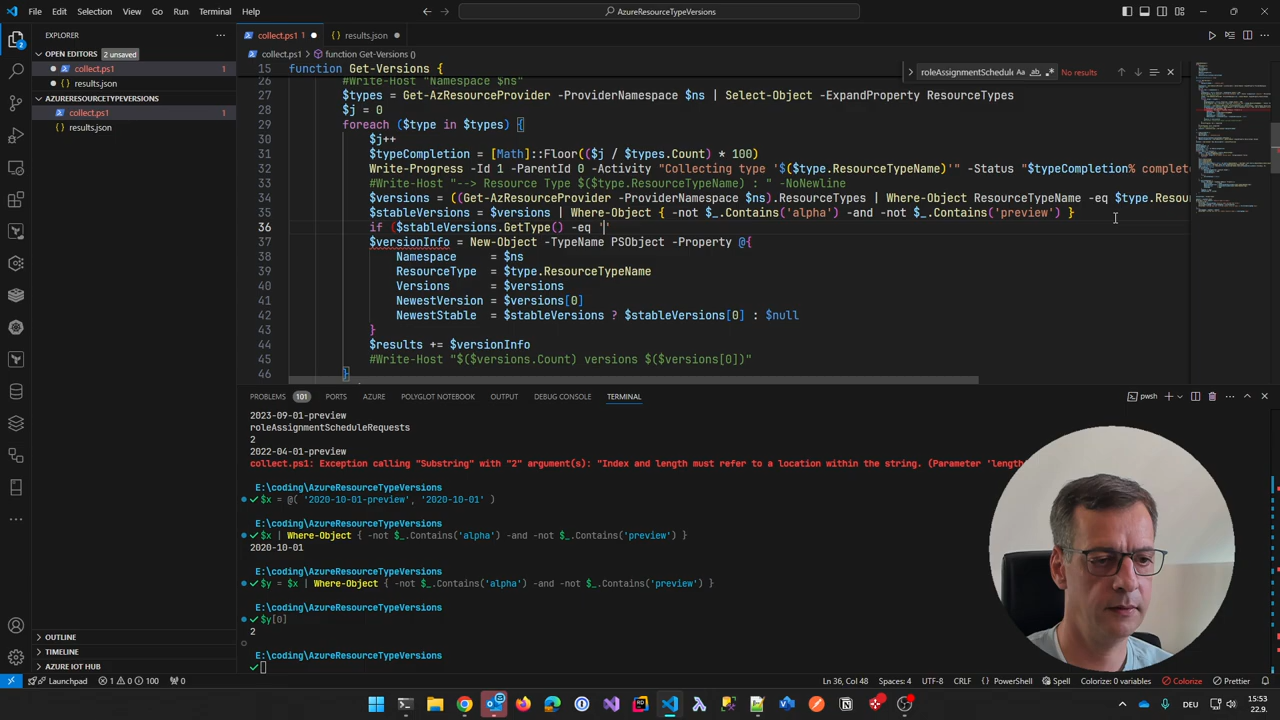 File Edit Selection View Go Run Terminal Help
AzureResourceTypeVersions
EXPLORER
OPEN EDITORS 2 unsaved
collect.ps1 1
results.json
AZURERESOURCETYPEVERSIONS
collect.ps1 1
results.json
OUTLINE
TIMELINE
AZURE IOT HUB
collect.ps1 1
results.json
collect.ps1 > function Get-Versions ()
roleAssignmentSchedule
No results
15 function Get-Versions {
26 #Write-Host "Namespace $ns"
27 $types = Get-AzResourceProvider -ProviderNamespace $ns | Select-Object -ExpandProperty ResourceTypes
28 $j = 0
29 foreach ($type in $types) {
30 $j++
31 $typeCompletion = [Math]::Floor(($j / $types.Count) * 100)
32 Write-Progress -Id 1 -ParentId 0 -Activity "Collecting type '$($type.ResourceTypeName)'" -Status "$typeCompletion% complet
33 #Write-Host "--> Resource Type $($type.ResourceTypeName) : " -NoNewLine
34 $versions = ((Get-AzResourceProvider -ProviderNamespace $ns).ResourceTypes | Where-Object ResourceTypeName -eq $type.Resou
35 $stableVersions = $versions | Where-Object { -not $_.Contains('alpha') -and -not $_.Contains('preview') }
36 if ($stableVersions.GetType() -eq ''
37 $versionInfo = New-Object -TypeName PSObject -Property @{
38 Namespace = $ns
39 ResourceType = $type.ResourceTypeName
40 Versions = $versions
41 NewestVersion = $versions[0]
42 NewestStable = $stableVersions ? $stableVersions[0] : $null
43 }
44 $results += $versionInfo
45 #Write-Host "$($versions.Count) versions $($versions[0])"
46 }
PROBLEMS 101 PORTS AZURE POLYGLOT NOTEBOOK OUTPUT DEBUG CONSOLE TERMINAL
pwsh
2023-09-01-preview
roleAssignmentScheduleRequests
2
2022-04-01-preview
collect.ps1: Exception calling "Substring" with "2" argument(s): "Index and length must refer to a location within the string. (Parameter 'length
E:\coding\AzureResourceTypeVersions
$x = @( '2020-10-01-preview', '2020-10-01' )
E:\coding\AzureResourceTypeVersions
$x | Where-Object { -not $_.Contains('alpha') -and -not $_.Contains('preview') }
2020-10-01
E:\coding\AzureResourceTypeVersions
$y = $x | Where-Object { -not $_.Contains('alpha') -and -not $_.Contains('preview') }
E:\coding\AzureResourceTypeVersions
$y[0]
2
E:\coding\AzureResourceTypeVersions
Launchpad 1 0 100 0
Ln 36, Col 48 Spaces: 4 UTF-8 CRLF PowerShell Spell Colorize: 0 variables Colorize Prettier
DEU
15:53
22.9.